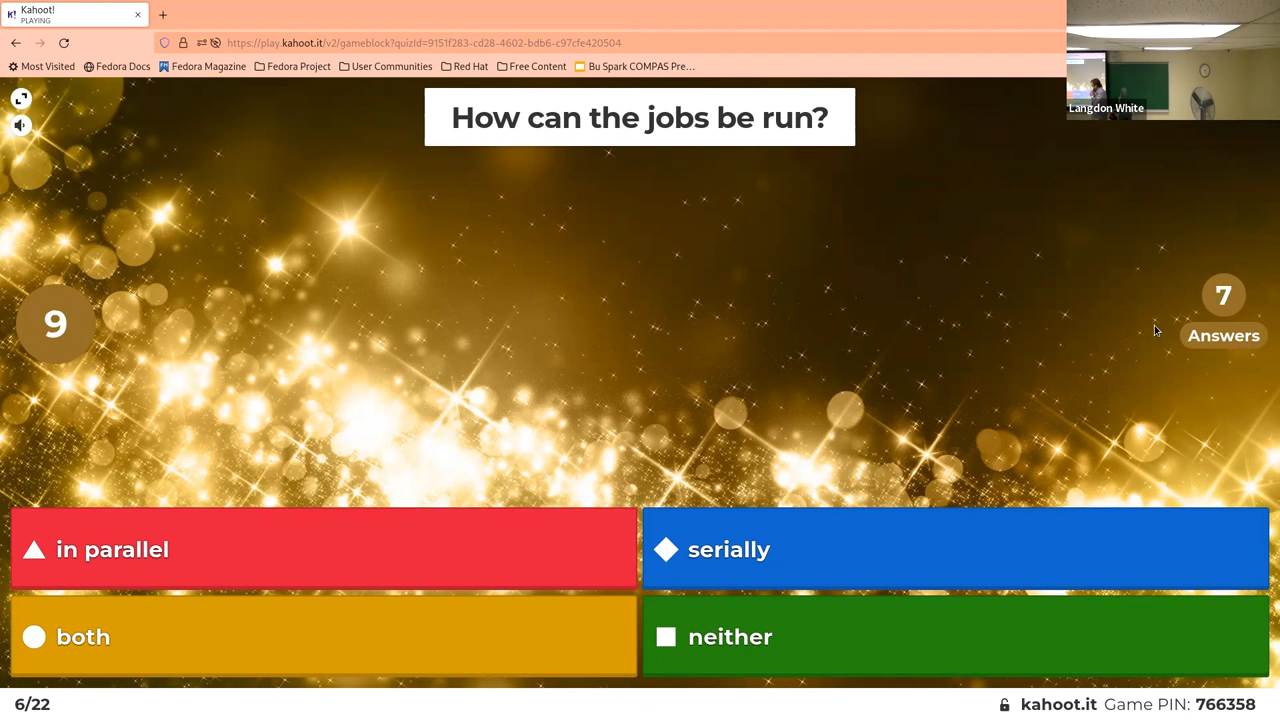 K! Kahoot!
PLAYING
https://play.kahoot.it/v2/gameblock?quizId=9151f283-cd28-4602-bdb6-c97cfe420504
Most Visited Fedora Docs Fedora Magazine Fedora Project User Communities Red Hat Free Content Bu Spark COMPAS Pre…
Langdon White
How can the jobs be run?
9
7
Answers
in parallel
serially
both
neither
6/22
kahoot.it Game PIN: 766358